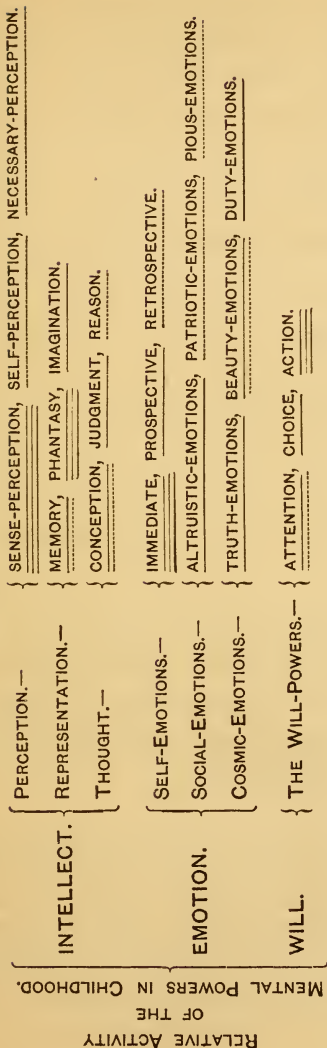 RELATIVE ACTIVITY
OF THE
MENTAL POWERS IN CHILDHOOD.
INTELLECT.
PERCEPTION.— SENSE-PERCEPTION, SELF-PERCEPTION, NECESSARY-PERCEPTION.
REPRESENTATION.— MEMORY, PHANTASY, IMAGINATION.
THOUGHT.— CONCEPTION, JUDGMENT, REASON.
EMOTION.
SELF-EMOTIONS.— IMMEDIATE, PROSPECTIVE, RETROSPECTIVE.
SOCIAL-EMOTIONS.— ALTRUISTIC-EMOTIONS, PATRIOTIC-EMOTIONS, PIOUS-EMOTIONS.
COSMIC-EMOTIONS.— TRUTH-EMOTIONS, BEAUTY-EMOTIONS, DUTY-EMOTIONS.
WILL.
THE WILL-POWERS.— ATTENTION, CHOICE, ACTION.